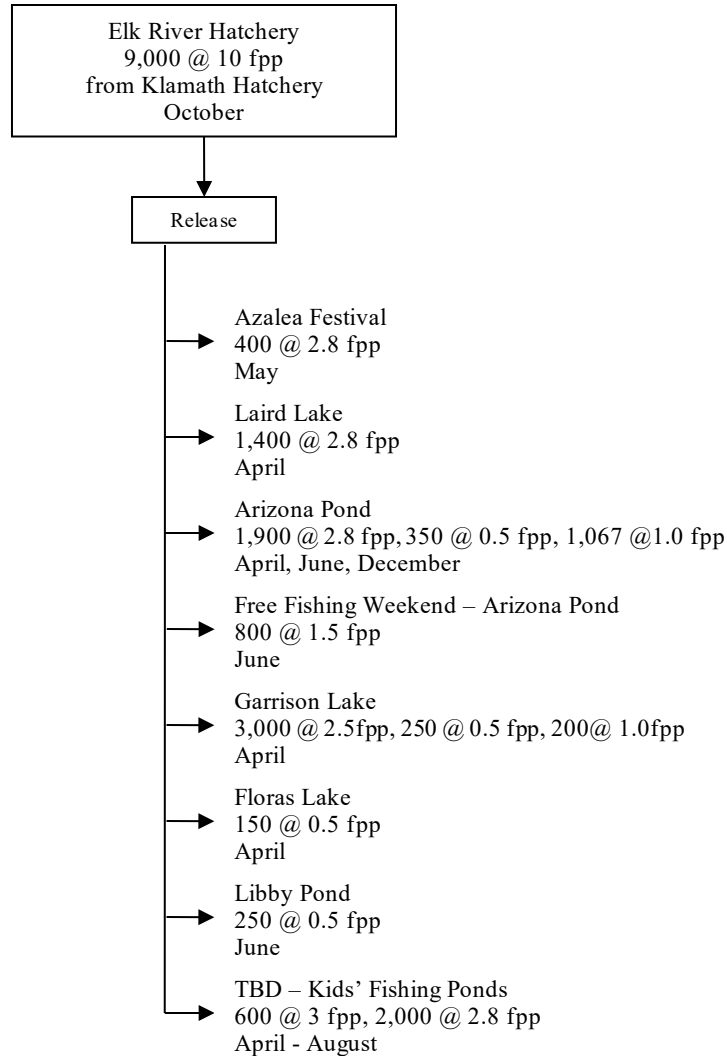 Elk River Hatchery
9,000 @ 10 fpp
from Klamath Hatchery
October
Release
Azalea Festival
400 @ 2.8 fpp
May
Laird Lake
1,400 @ 2.8 fpp
April
Arizona Pond
1,900 @ 2.8 fpp, 350 @ 0.5 fpp, 1,067 @1.0 fpp
April, June, December
Free Fishing Weekend – Arizona Pond
800 @ 1.5 fpp
June
Garrison Lake
3,000 @ 2.5fpp, 250 @ 0.5 fpp, 200@ 1.0fpp
April
Floras Lake
150 @ 0.5 fpp
April
Libby Pond
250 @ 0.5 fpp
June
TBD – Kids’ Fishing Ponds
600 @ 3 fpp, 2,000 @ 2.8 fpp
April - August